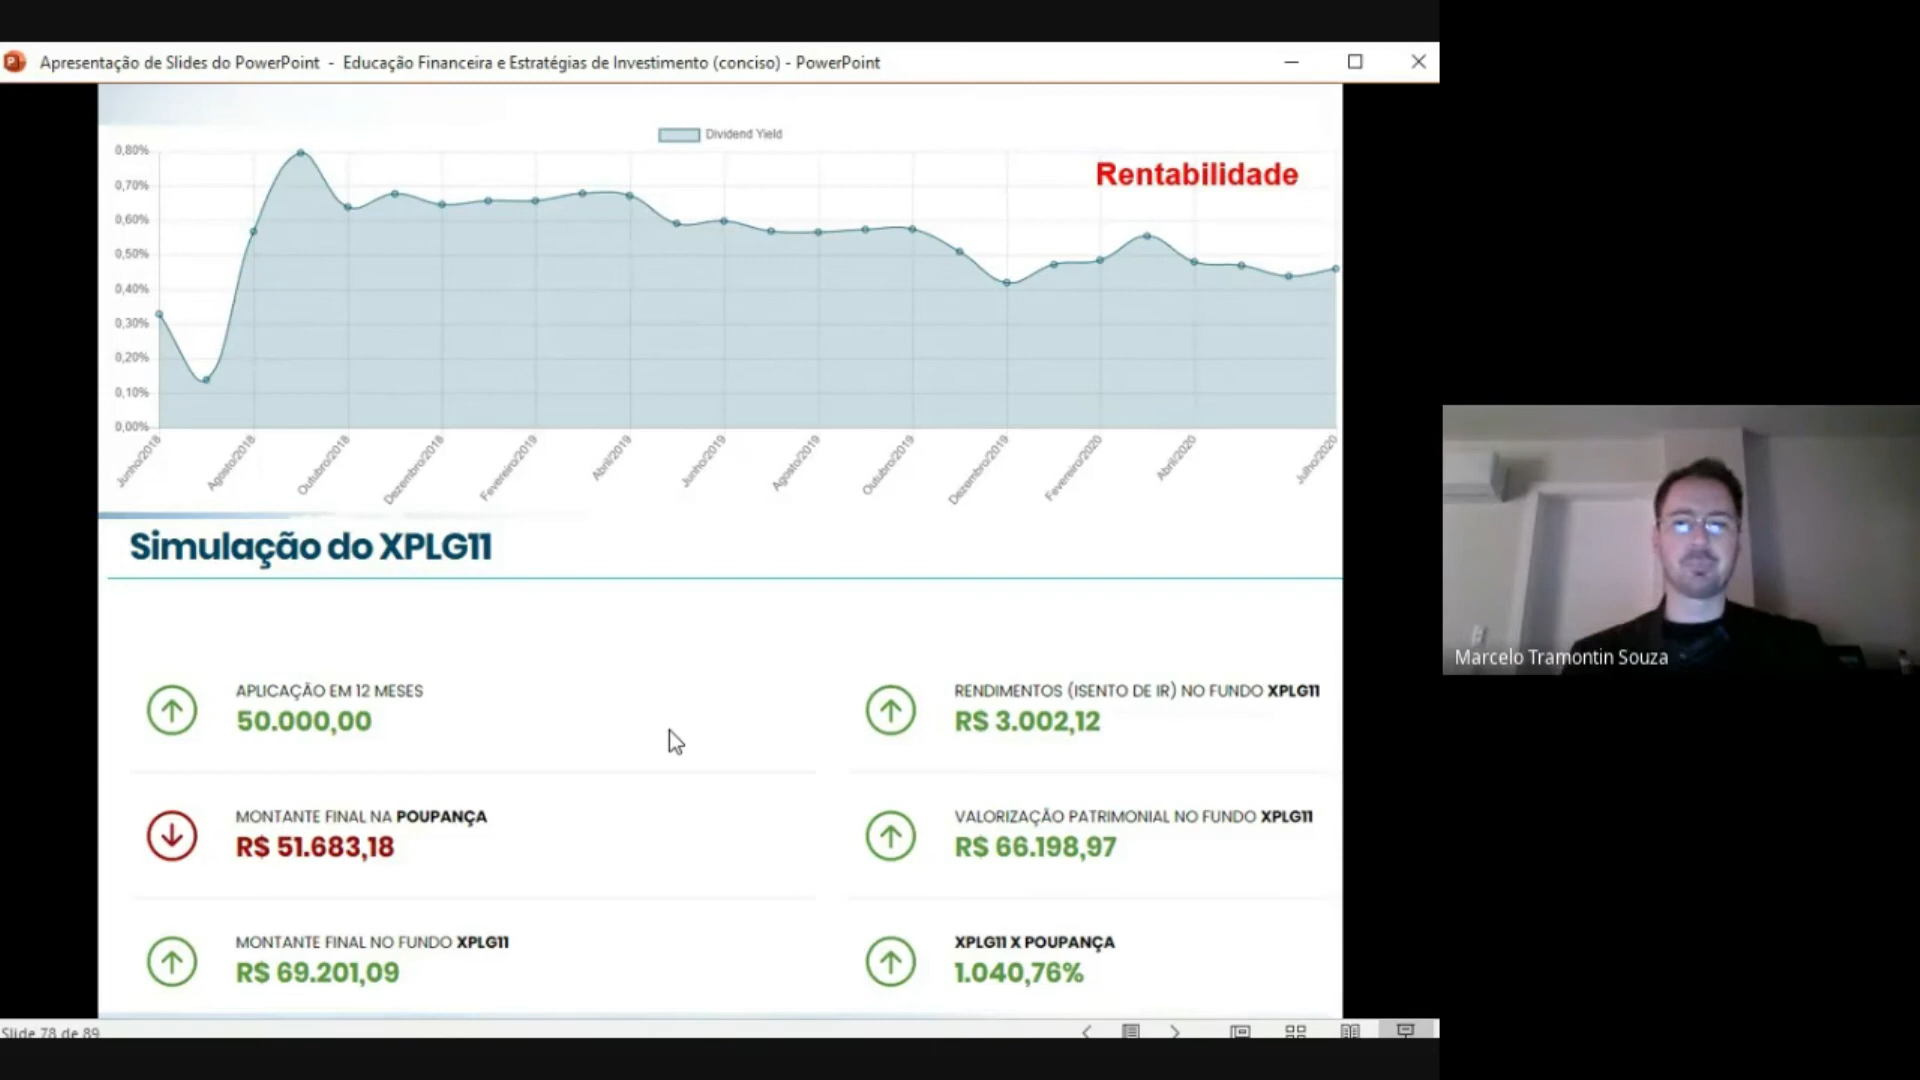 Apresentação de Slides do PowerPoint - Educação Financeira e Estratégias de Investimento (conciso) - PowerPoint
Dividend Yield
Rentabilidade
0,80%
0,70%
0,60%
0,50%
0,40%
0,30%
0,20%
0,10%
0,00%
Junho/2018
Agosto/2018
Outubro/2018
Dezembro/2018
Fevereiro/2019
Abril/2019
Junho/2019
Agosto/2019
Outubro/2019
Dezembro/2019
Fevereiro/2020
Abril/2020
Julho/2020
Simulação do XPLG11
APLICAÇÃO EM 12 MESES
50.000,00
RENDIMENTOS (ISENTO DE IR) NO FUNDO XPLG11
R$ 3.002,12
MONTANTE FINAL NA POUPANÇA
R$ 51.683,18
VALORIZAÇÃO PATRIMONIAL NO FUNDO XPLG11
R$ 66.198,97
MONTANTE FINAL NO FUNDO XPLG11
R$ 69.201,09
XPLG11 X POUPANÇA
1.040,76%
Slide 78 de 89
Marcelo Tramontin Souza